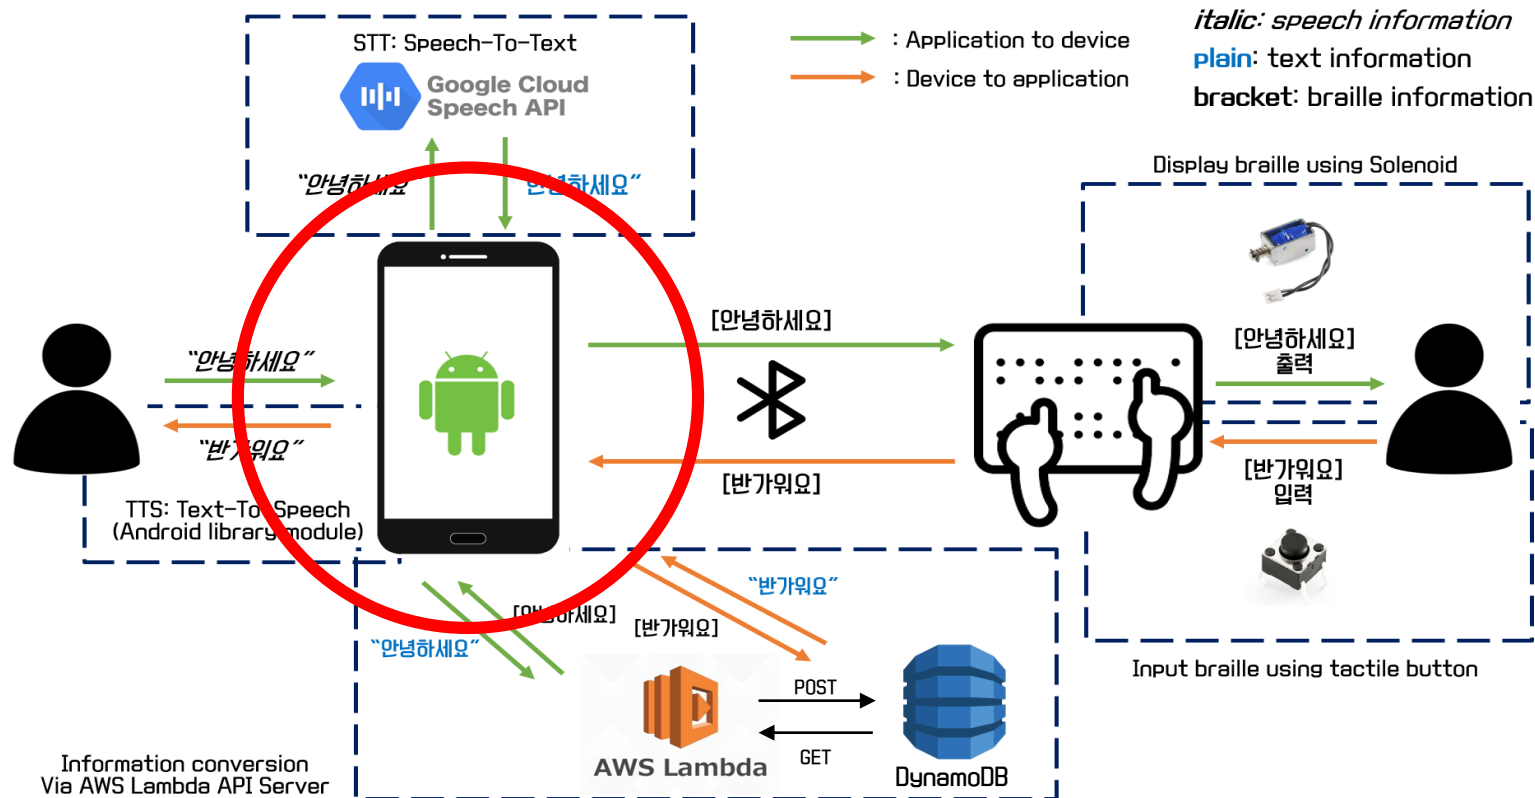 STT: Speech-To-Text
Google Cloud
Speech API
: Application to device
: Device to application
italic: speech information
plain: text information
bracket: braille information
“안녕하세요”
안녕하세요”
Display braille using Solenoid
[안녕하세요]
[안녕하세요]
출력
“안녕하세요”
“반가워요”
[반가워요]
[반가워요]
입력
TTS: Text-To-Speech
(Android library module)
“안녕하세요”
[안녕하세요]
[반가워요]
“반가워요”
Input braille using tactile button
POST
GET
AWS Lambda
DynamoDB
Information conversion
Via AWS Lambda API Server